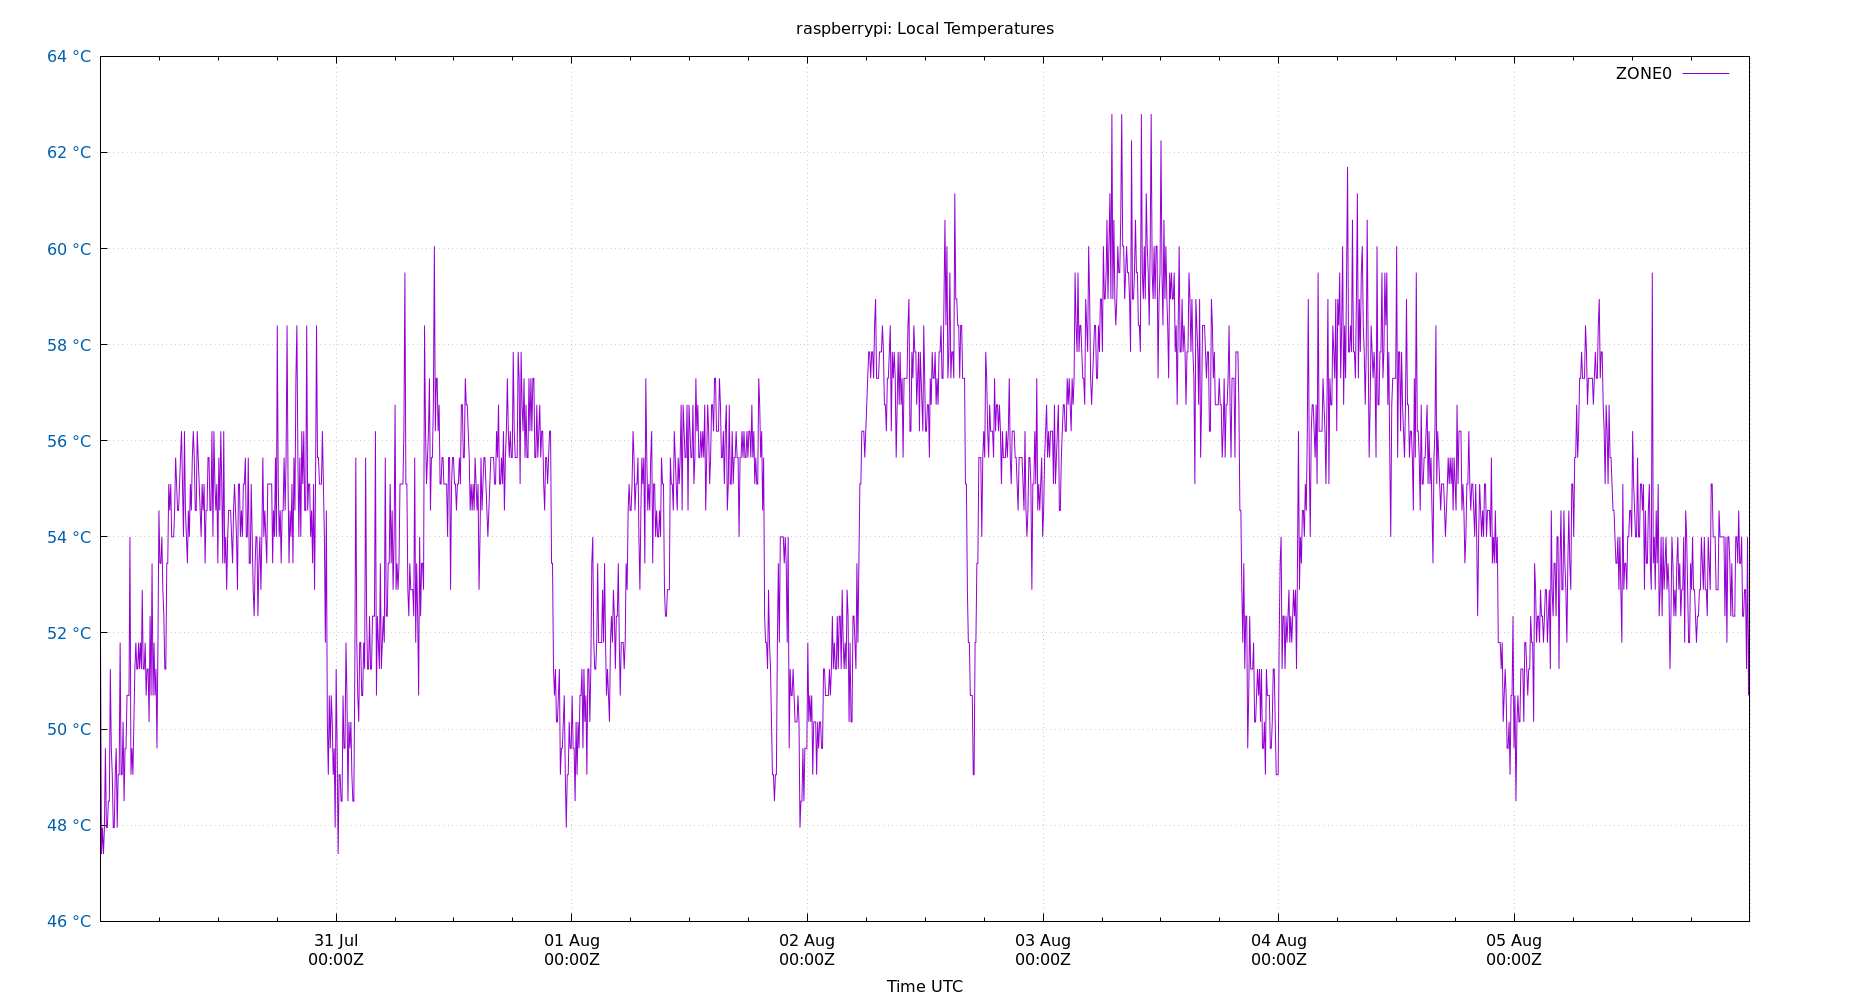 raspberrypi: Local Temperatures
64 °C
ZONE0
62 °C
60 °C
58 °C
56 °C
54 °C
52 °C
50 °C
48 °C
46 °C
31 Jul 01 Aug 02 Aug 03 Aug 04 Aug 05 Aug
00:00Z 00:00Z 00:00Z 00:00Z 00:00Z 00:00Z
Time UTC